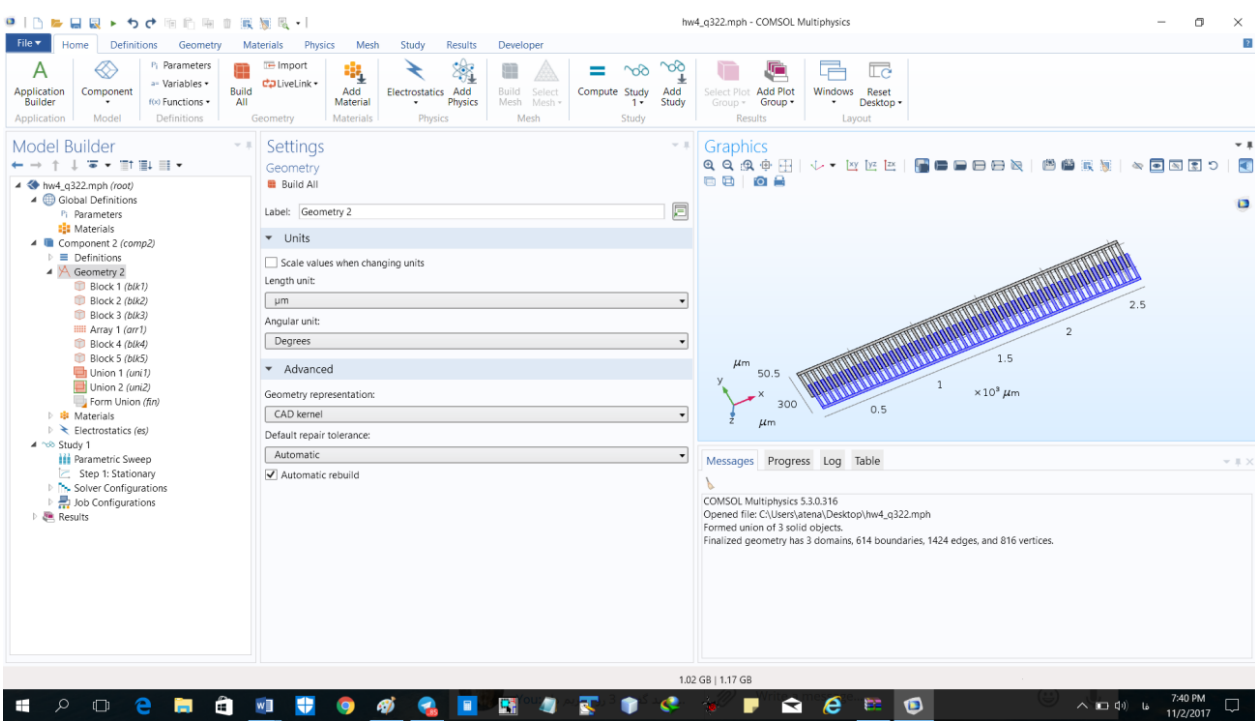 hw4_q322.mph - COMSOL Multiphysics
File Home Definitions Geometry Materials Physics Mesh Study Results Developer
Application Builder
Component
Pi Parameters
a= Variables
f(x) Functions
Build All
Import
LiveLink
Add Material
Electrostatics
Add Physics
Build Mesh
Select Mesh
Compute
Study 1
Add Study
Select Plot Group
Add Plot Group
Windows
Reset Desktop
Application Model Definitions Geometry Materials Physics Mesh Study Results Layout
Model Builder
hw4_q322.mph (root)
Global Definitions
Pi Parameters
Materials
Component 2 (comp2)
Definitions
Geometry 2
Block 1 (blk1)
Block 2 (blk2)
Block 3 (blk3)
Array 1 (arr1)
Block 4 (blk4)
Block 5 (blk5)
Union 1 (uni1)
Union 2 (uni2)
Form Union (fin)
Materials
Electrostatics (es)
Study 1
Parametric Sweep
Step 1: Stationary
Solver Configurations
Job Configurations
Results
Settings
Geometry
Build All
Label: Geometry 2
Units
Scale values when changing units
Length unit:
µm
Angular unit:
Degrees
Advanced
Geometry representation:
CAD kernel
Default repair tolerance:
Automatic
Automatic rebuild
Graphics
xy yz zx
2.5
2
1.5
1
×10³ µm
0.5
µm
50.5
300
µm
y
x
z
Messages Progress Log Table
COMSOL Multiphysics 5.3.0.316
Opened file: C:\Users\atena\Desktop\hw4_q322.mph
Formed union of 3 solid objects.
Finalized geometry has 3 domains, 614 boundaries, 1424 edges, and 816 vertices.
1.02 GB | 1.17 GB
7:40 PM
11/2/2017